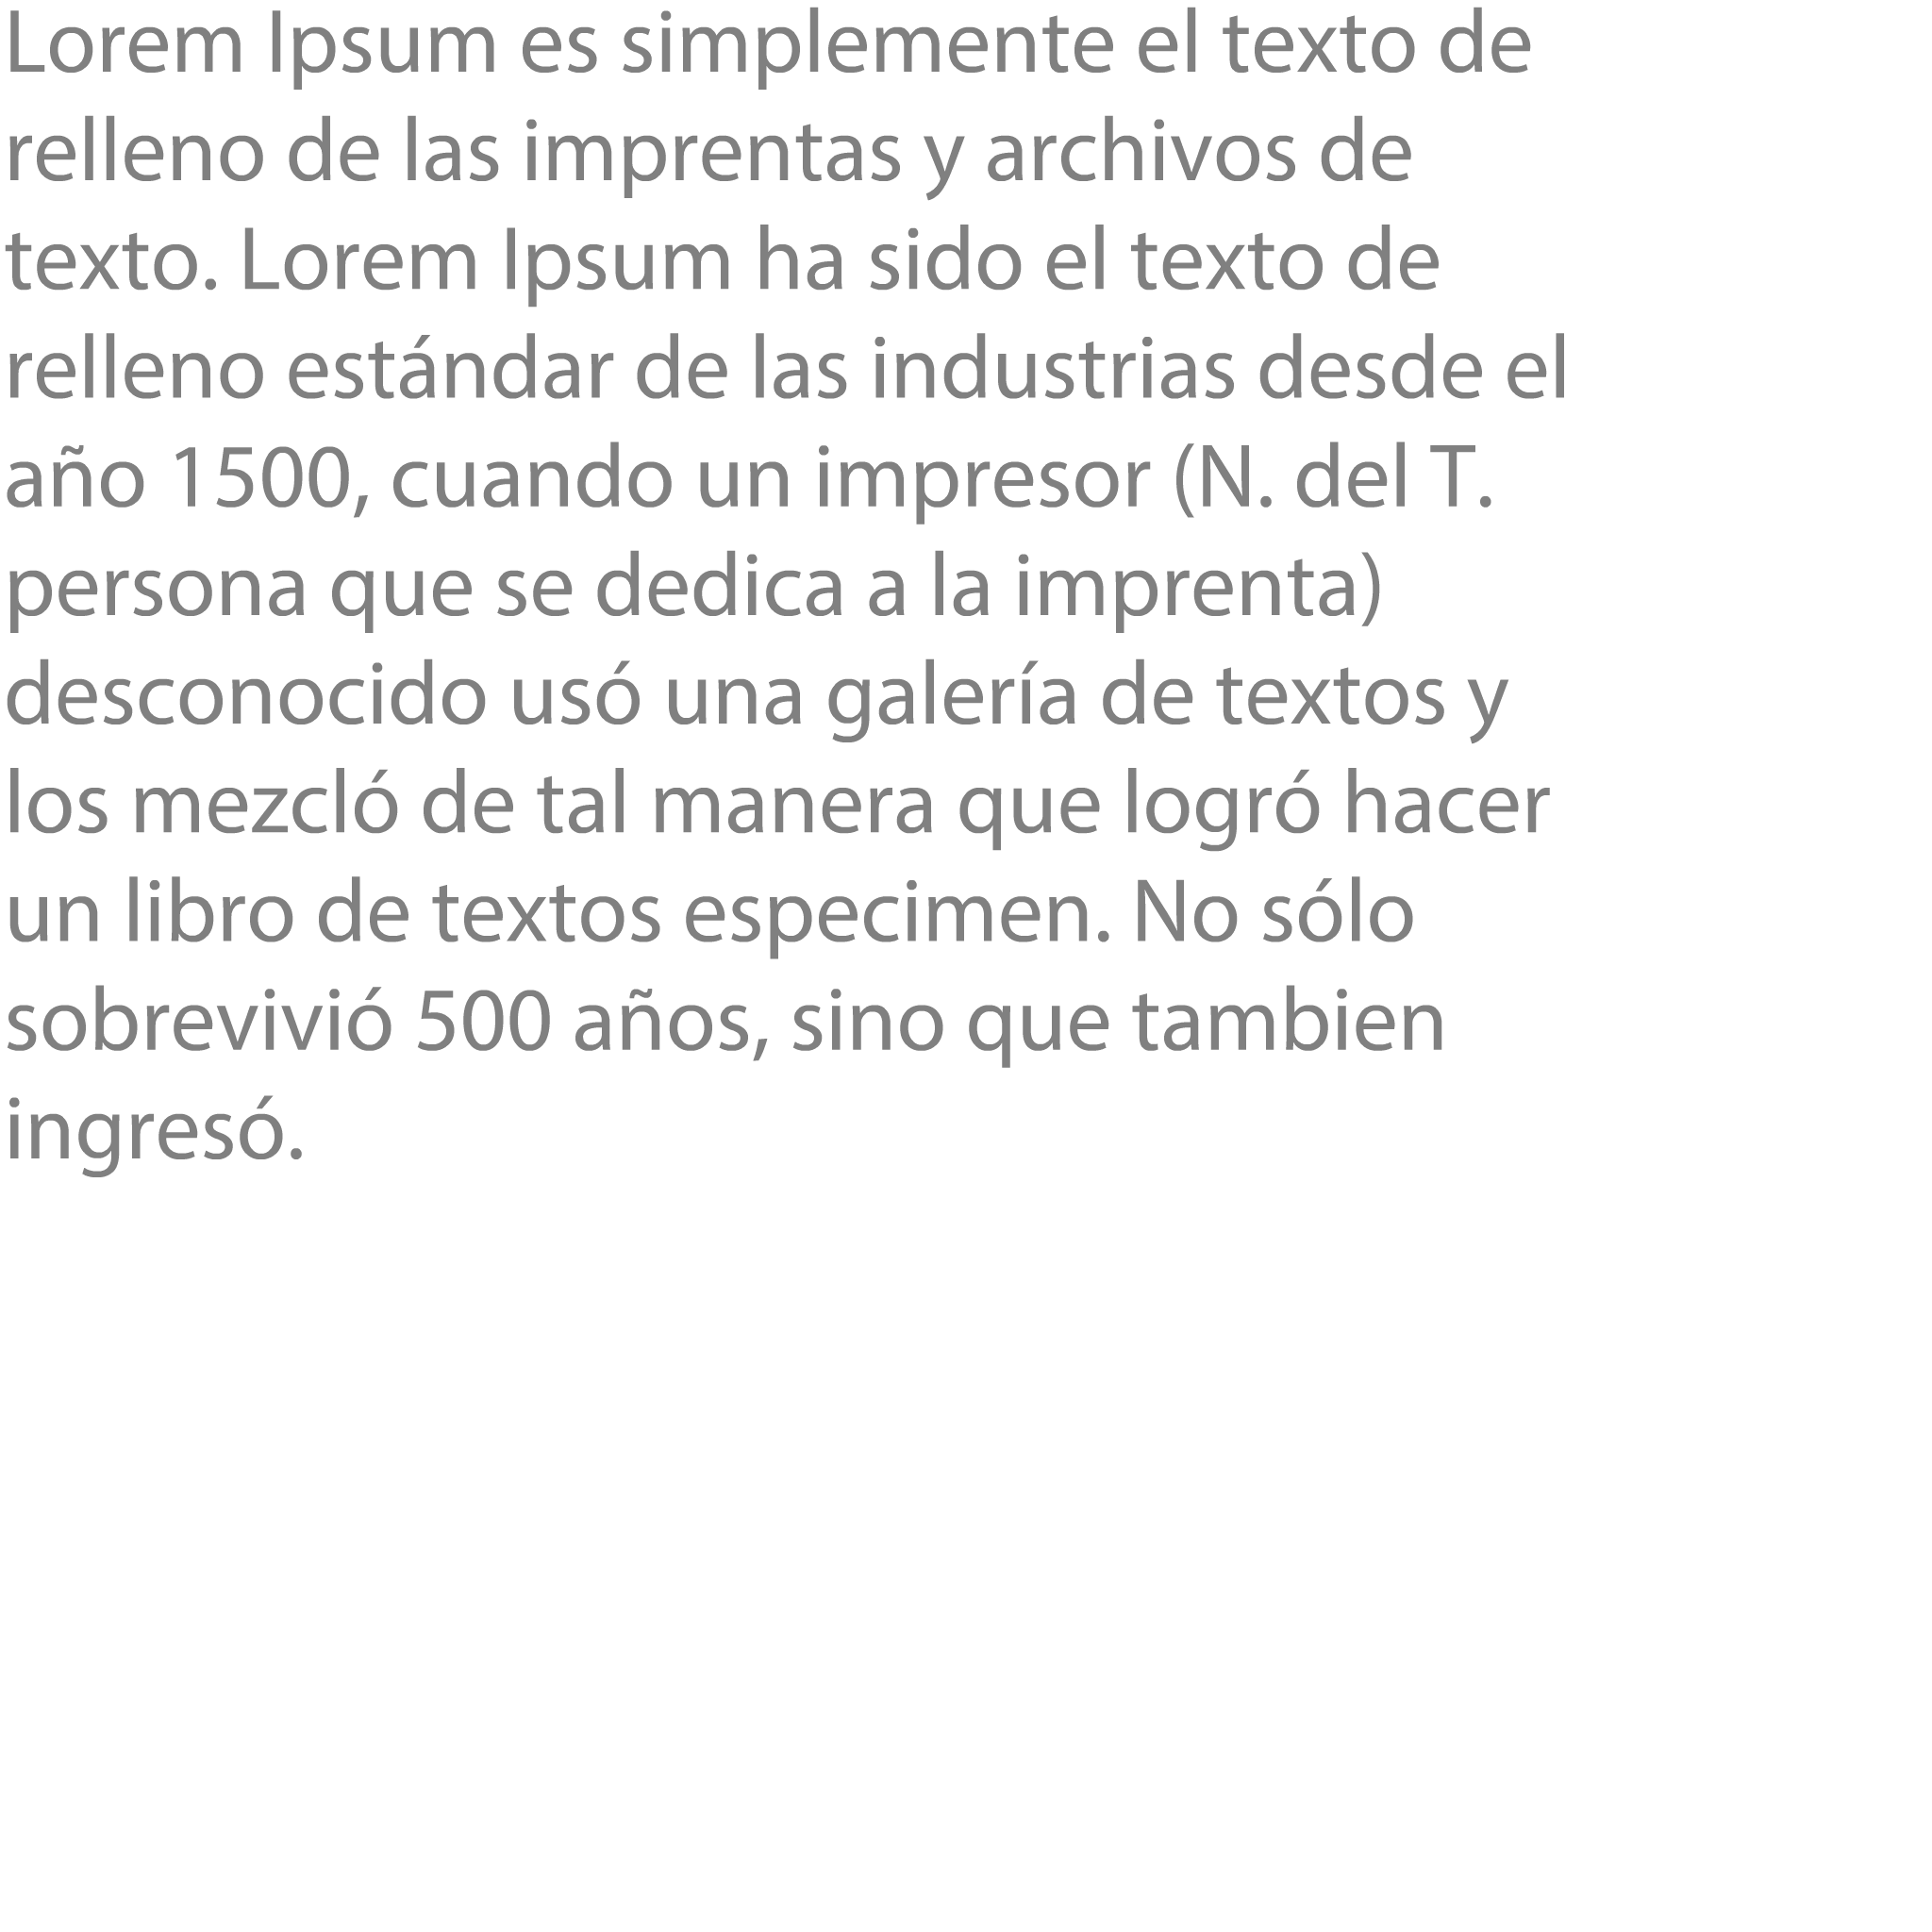 Lorem Ipsum es simplemente el texto de
relleno de las imprentas y archivos de
texto. Lorem Ipsum ha sido el texto de
relleno estándar de las industrias desde el
año 1500, cuando un impresor (N. del T.
persona que se dedica a la imprenta)
desconocido usó una galería de textos y
los mezcló de tal manera que logró hacer
un libro de textos especimen. No sólo
sobrevivió 500 años, sino que tambien
ingresó.